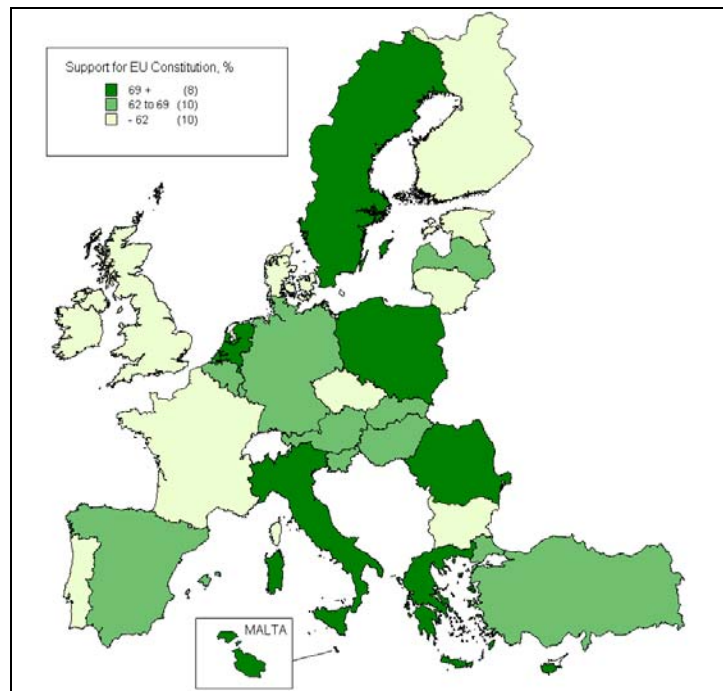 Support for EU Constitution, %
69 + (8)
62 to 69 (10)
- 62 (10)
MALTA